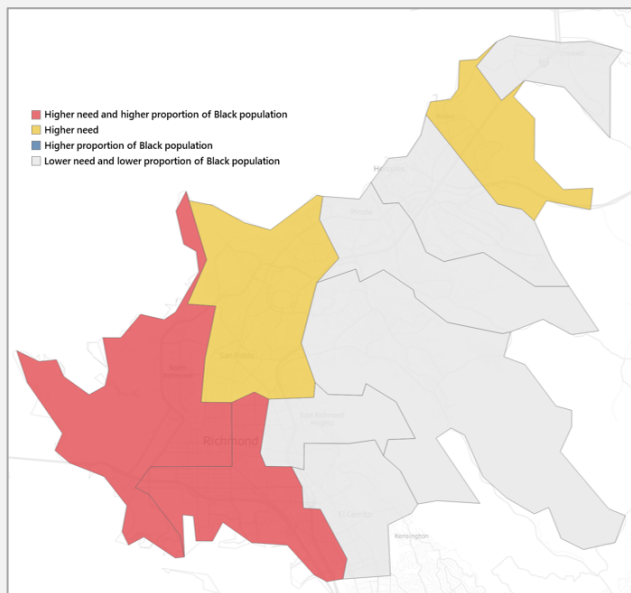 Higher need and higher proportion of Black population
Higher need
Higher proportion of Black population
Lower need and lower proportion of Black population
Richmond
El Cerrito
Kensington